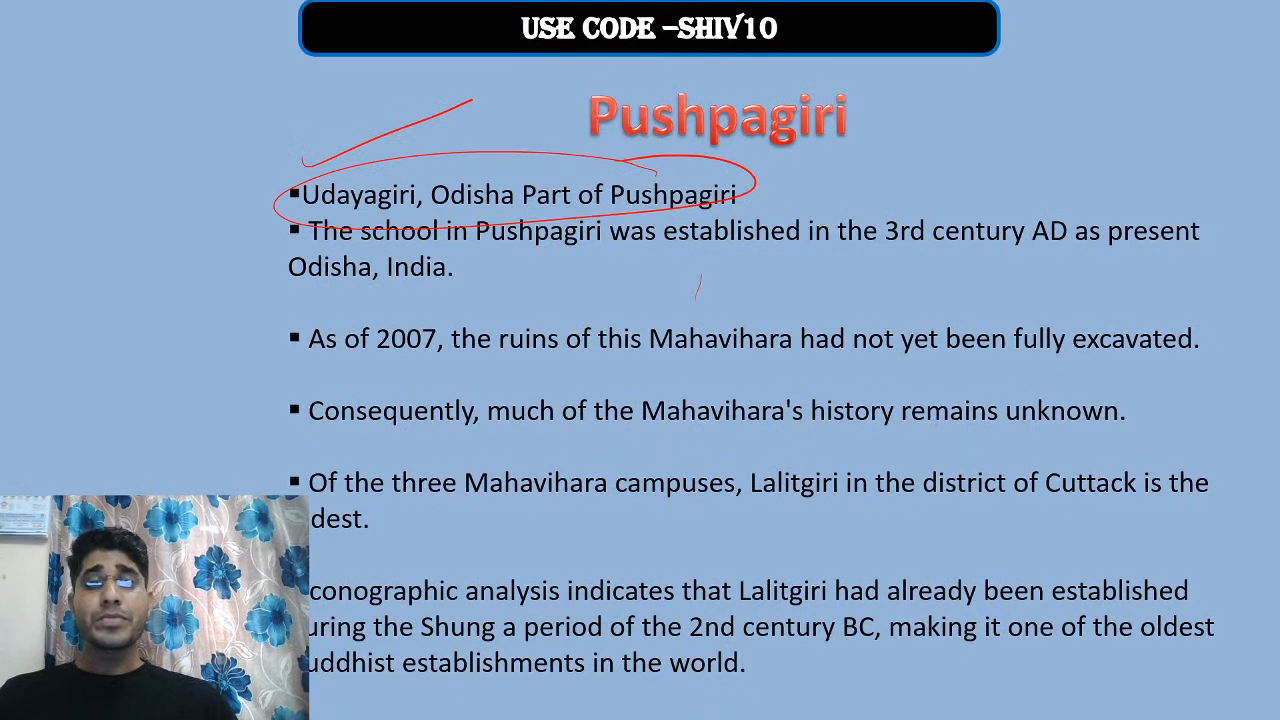 USE CODE –SHIV10
Pushpagiri
▪Udayagiri, Odisha Part of Pushpagiri
▪ The school in Pushpagiri was established in the 3rd century AD as present
Odisha, India.
▪ As of 2007, the ruins of this Mahavihara had not yet been fully excavated.
▪ Consequently, much of the Mahavihara's history remains unknown.
▪ Of the three Mahavihara campuses, Lalitgiri in the district of Cuttack is the
dest.
conographic analysis indicates that Lalitgiri had already been established
uring the Shung a period of the 2nd century BC, making it one of the oldest
uddhist establishments in the world.